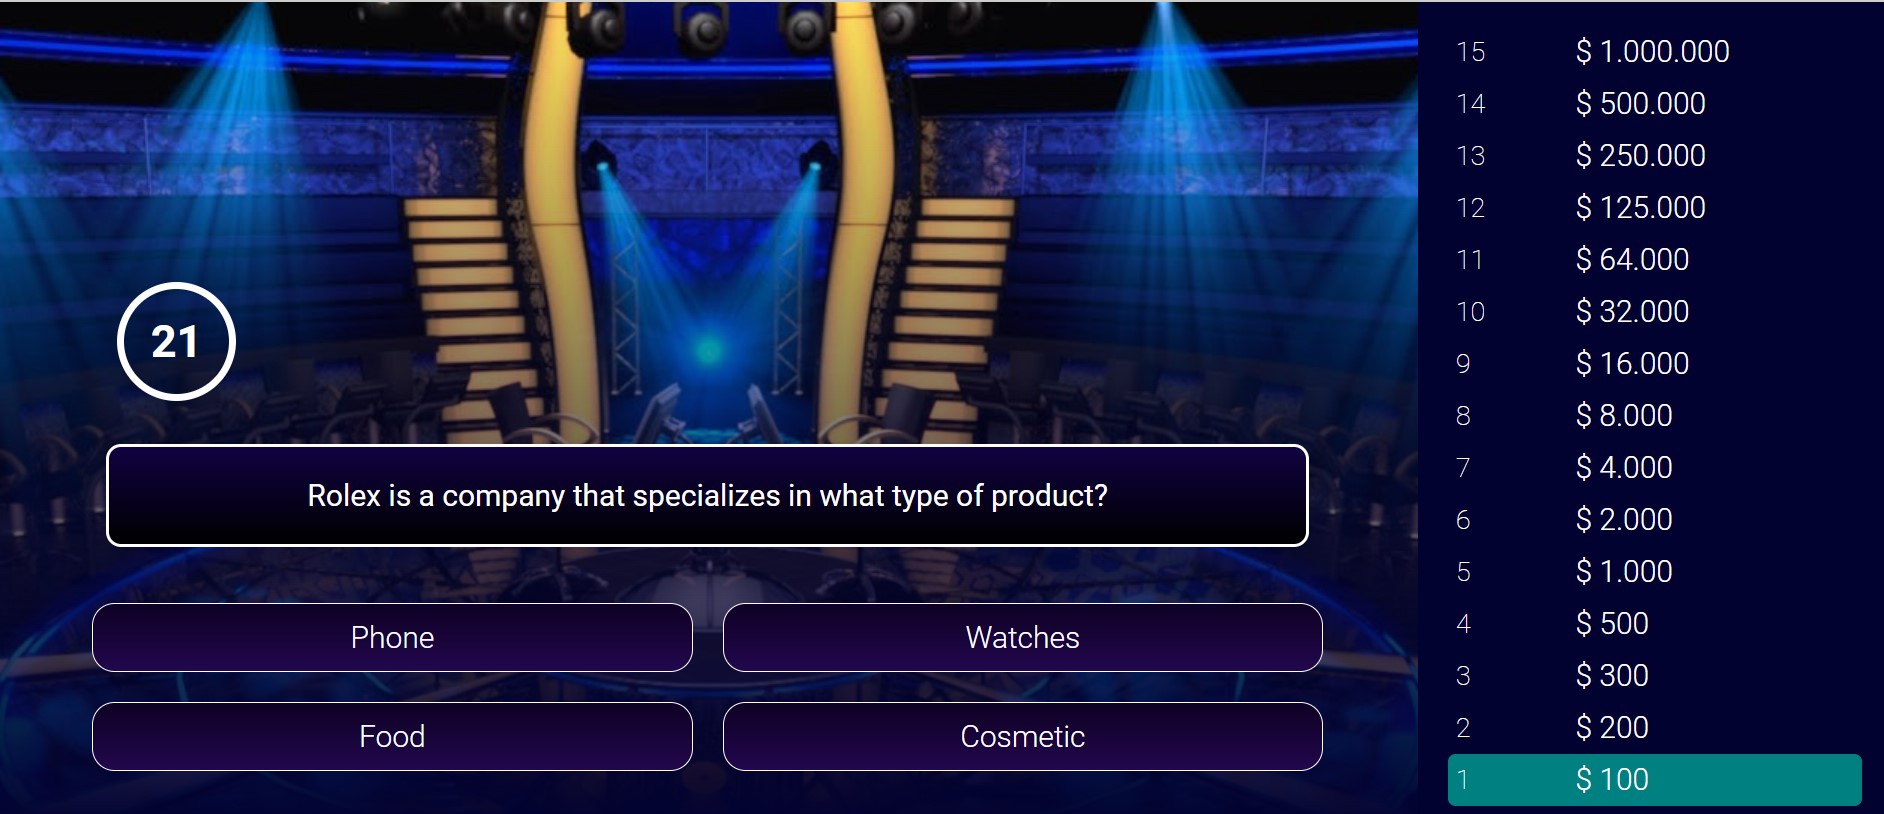 21
Rolex is a company that specializes in what type of product?
Phone
Watches
Food
Cosmetic
15 $ 1.000.000
14 $ 500.000
13 $ 250.000
12 $ 125.000
11 $ 64.000
10 $ 32.000
9 $ 16.000
8 $ 8.000
7 $ 4.000
6 $ 2.000
5 $ 1.000
4 $ 500
3 $ 300
2 $ 200
1 $ 100